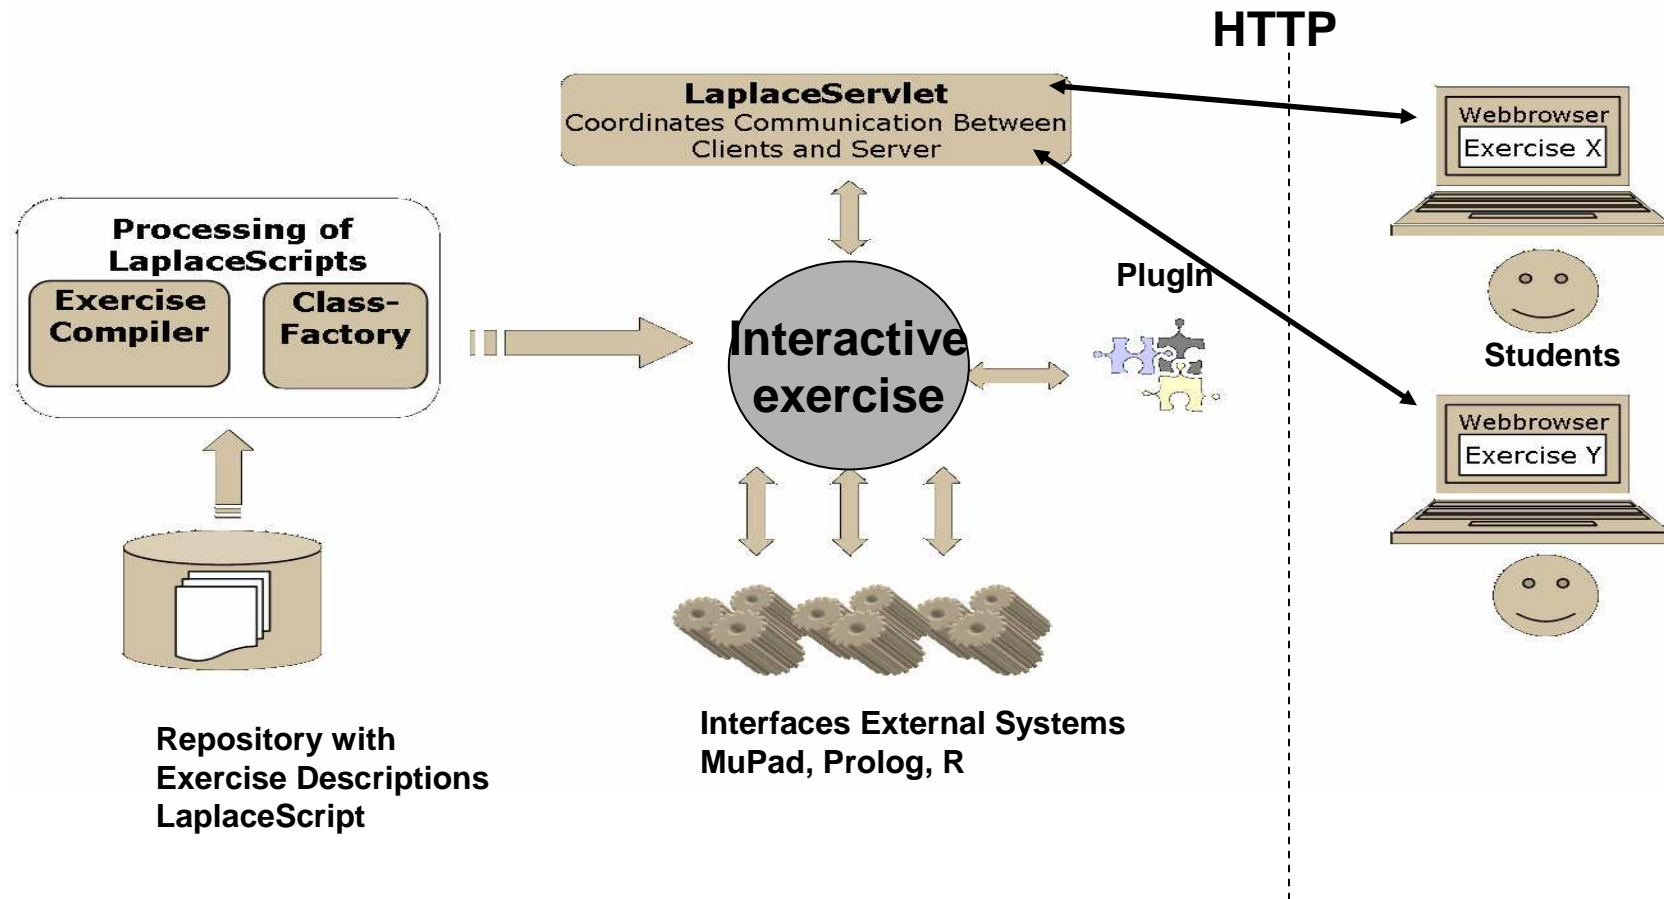 HTTP
LaplaceServlet
Coordinates Communication Between
Clients and Server
Webbrowser
Exercise X
Processing of
LaplaceScripts
Exercise
Compiler
Class-
Factory
PlugIn
Interactive
exercise
Students
Webbrowser
Exercise Y
Repository with
Exercise Descriptions
LaplaceScript
Interfaces External Systems
MuPad, Prolog, R